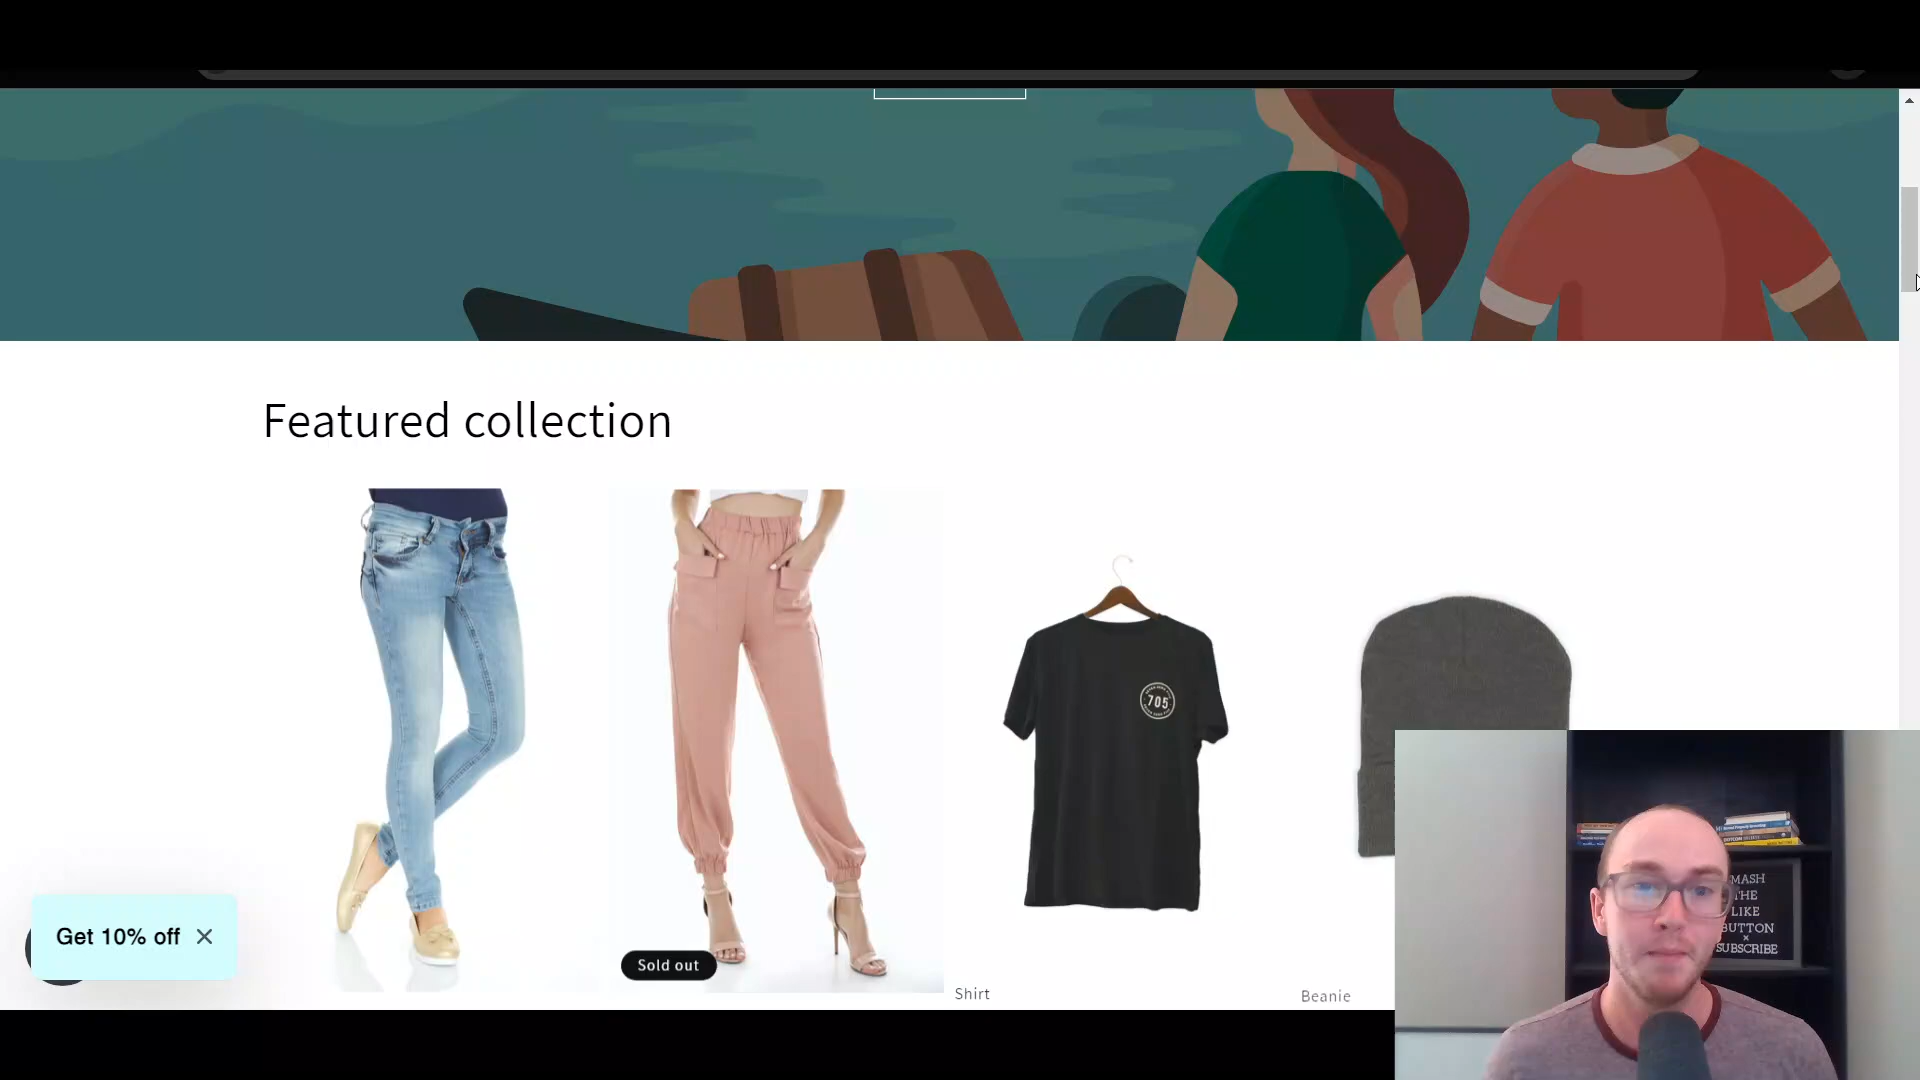 Featured collection
705
Sold out
Shirt
Beanie
Get 10% off
MASH
THE
LIKE
BUTTON
×
SUBSCRIBE